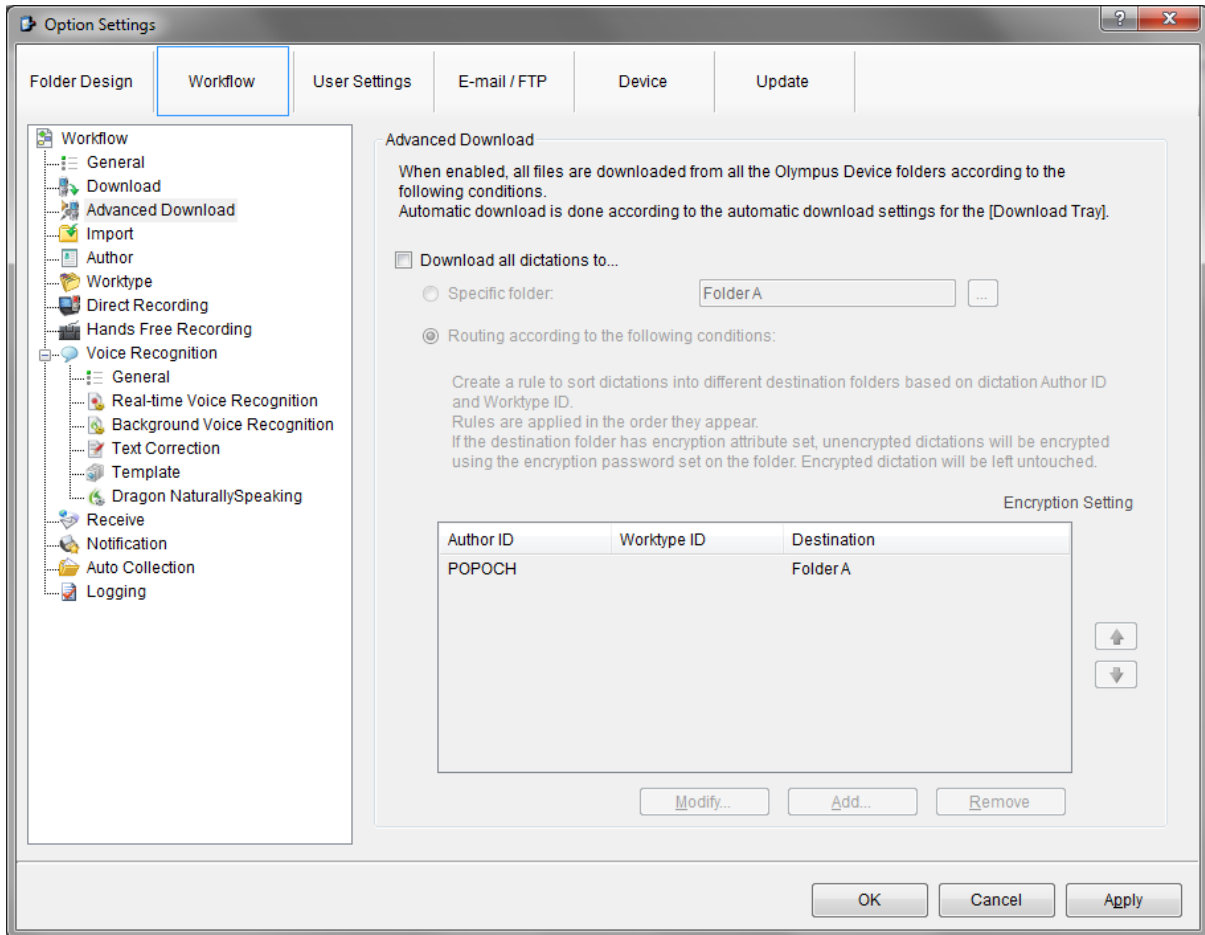 Option Settings
?
X
Folder Design
Workflow
User Settings
E-mail / FTP
Device
Update
Workflow
General
Download
Advanced Download
Import
Author
Worktype
Direct Recording
Hands Free Recording
Voice Recognition
General
Real-time Voice Recognition
Background Voice Recognition
Text Correction
Template
Dragon NaturallySpeaking
Receive
Notification
Auto Collection
Logging
Advanced Download
When enabled, all files are downloaded from all the Olympus Device folders according to the
following conditions.
Automatic download is done according to the automatic download settings for the [Download Tray].
Download all dictations to...
Specific folder:
Folder A
...
Routing according to the following conditions:
Create a rule to sort dictations into different destination folders based on dictation Author ID
and Worktype ID.
Rules are applied in the order they appear.
If the destination folder has encryption attribute set, unencrypted dictations will be encrypted
using the encryption password set on the folder. Encrypted dictation will be left untouched.
Encryption Setting
Author ID Worktype ID Destination
POPOCH Folder A
Modify... Add... Remove
OK Cancel Apply